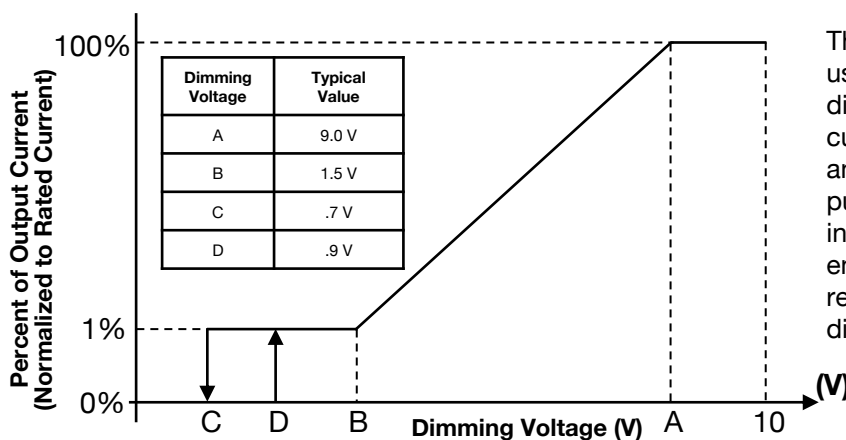 100%
1%
0%
Percent of Output Current
(Normalized to Rated Current)
Dimming Voltage Typical Value
A 9.0 V
B 1.5 V
C .7 V
D .9 V
C D B Dimming Voltage (V) A 10
(V)